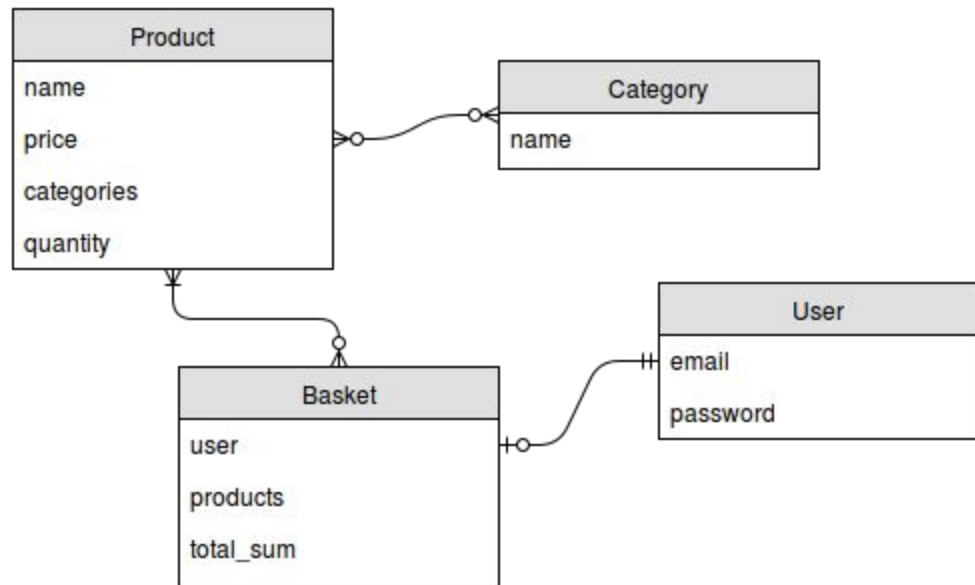 Product
name
price
categories
quantity
Category
name
User
email
password
Basket
user
products
total_sum